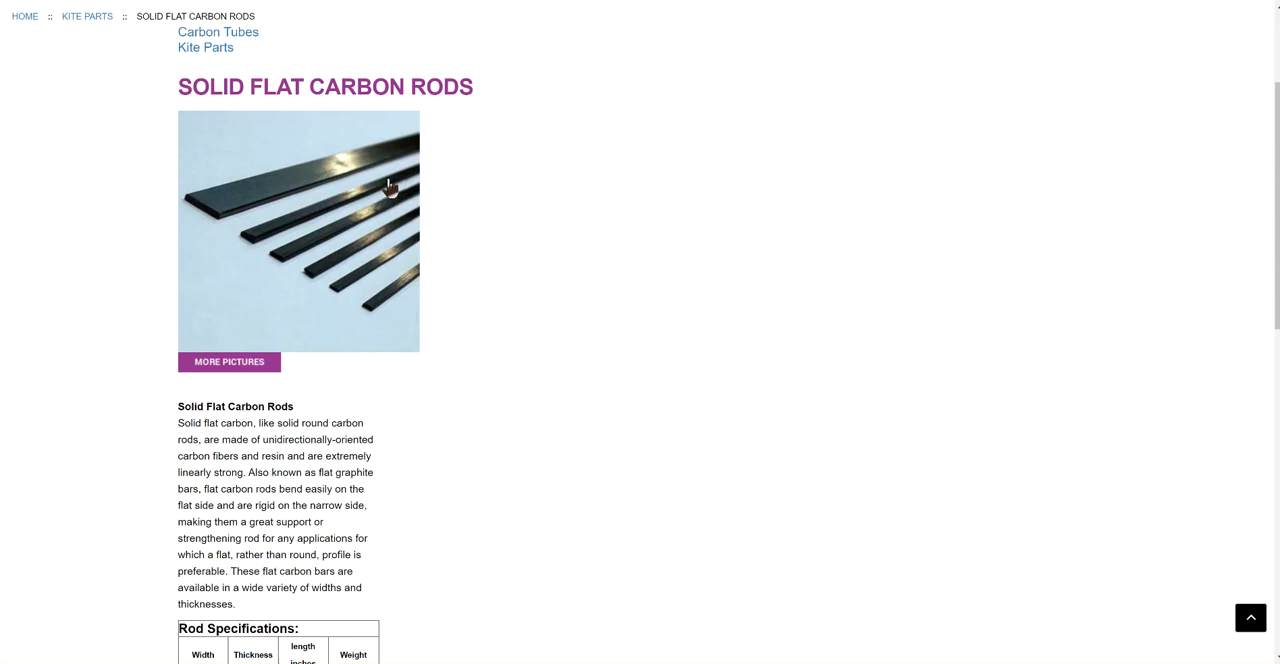 HOME :: KITE PARTS :: SOLID FLAT CARBON RODS
Carbon Tubes
Kite Parts
SOLID FLAT CARBON RODS
MORE PICTURES
Solid Flat Carbon Rods
Solid flat carbon, like solid round carbon
rods, are made of unidirectionally-oriented
carbon fibers and resin and are extremely
linearly strong. Also known as flat graphite
bars, flat carbon rods bend easily on the
flat side and are rigid on the narrow side,
making them a great support or
strengthening rod for any applications for
which a flat, rather than round, profile is
preferable. These flat carbon bars are
available in a wide variety of widths and
thicknesses.
Rod Specifications:
Width Thickness length inches Weight